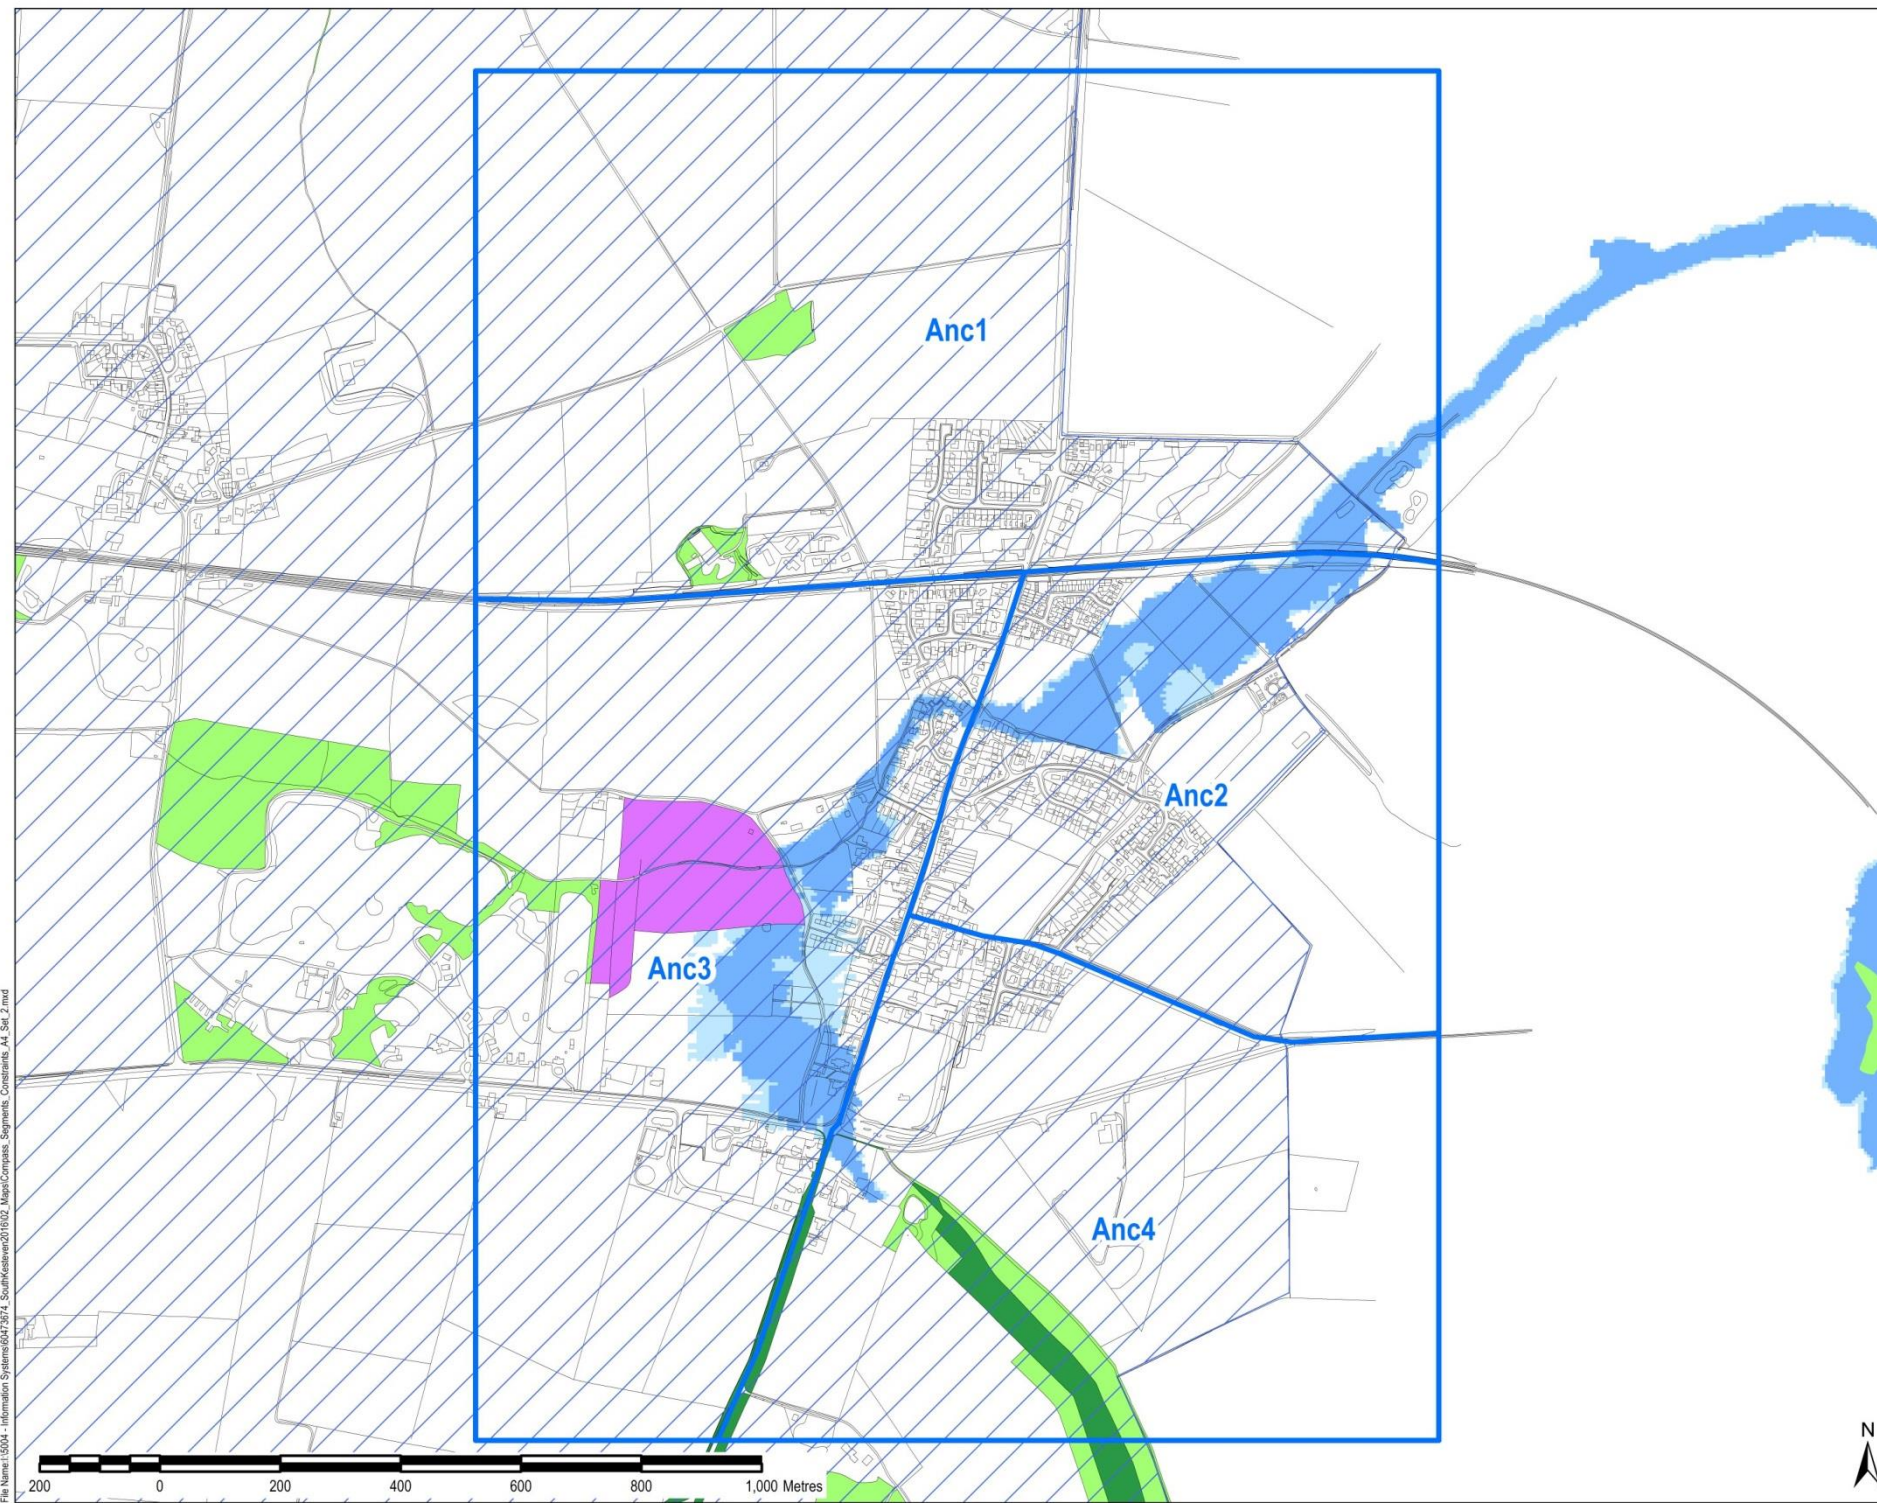 Anc1
Anc2
Anc3
Anc4
N
200 0 200 400 600 800 1,000 Metres
File Name:I:\5004 - Information Systems\60473674_SouthKesteven2016\02_Maps\Compass_Segments_Constraints_A4_Set_2.mxd